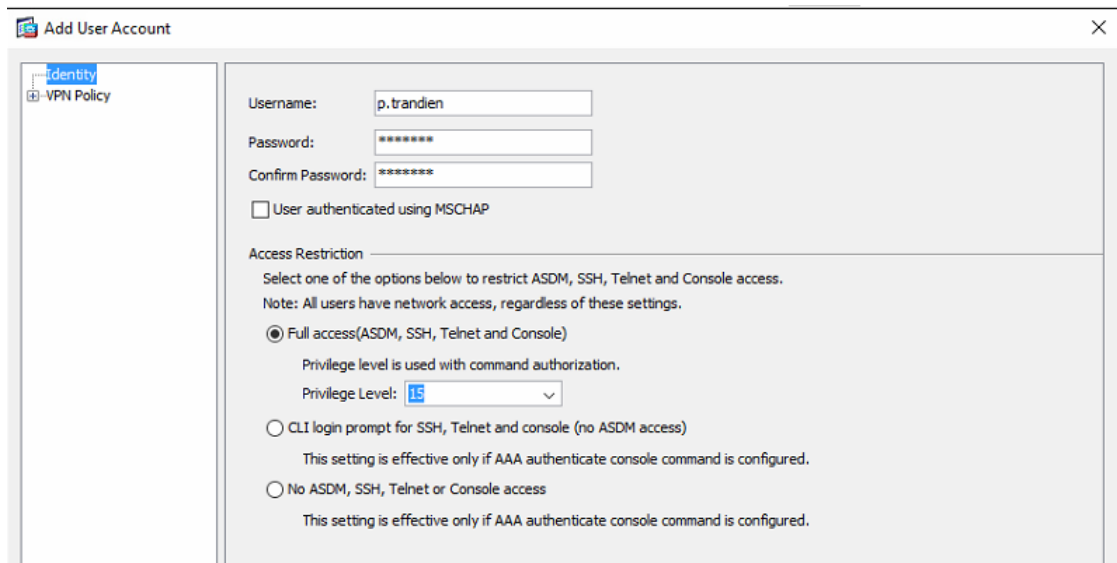 Add User Account
Identity
VPN Policy
Username: p.trandien
Password: *******
Confirm Password: *******
User authenticated using MSCHAP
Access Restriction
Select one of the options below to restrict ASDM, SSH, Telnet and Console access.
Note: All users have network access, regardless of these settings.
Full access(ASDM, SSH, Telnet and Console)
Privilege level is used with command authorization.
Privilege Level: 15
CLI login prompt for SSH, Telnet and console (no ASDM access)
This setting is effective only if AAA authenticate console command is configured.
No ASDM, SSH, Telnet or Console access
This setting is effective only if AAA authenticate console command is configured.